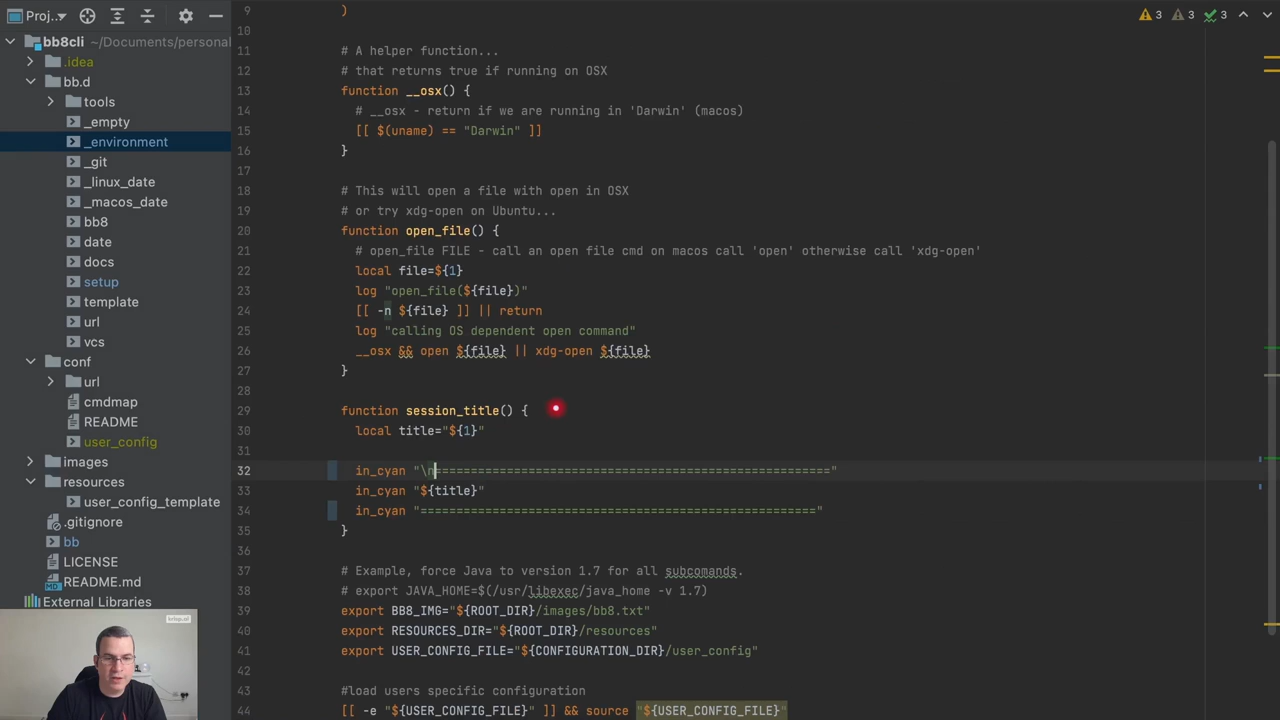 Proj...
bb8cli ~/Documents/personal
.idea
bb.d
tools
_empty
_environment
_git
_linux_date
_macos_date
bb8
date
docs
setup
template
url
vcs
conf
url
cmdmap
README
user_config
images
resources
user_config_template
.gitignore
bb
LICENSE
README.md
External Libraries
3 3 3
9 )
10
11 # A helper function...
12 # that returns true if running on OSX
13 function __osx() {
14 # __osx - return if we are running in 'Darwin' (macos)
15 [[ $(uname) == "Darwin" ]]
16 }
17
18 # This will open a file with open in OSX
19 # or try xdg-open on Ubuntu...
20 function open_file() {
21 # open_file FILE - call an open file cmd on macos call 'open' otherwise call 'xdg-open'
22 local file=${1}
23 log "open_file(${file})"
24 [[ -n ${file} ]] || return
25 log "calling OS dependent open command"
26 __osx && open ${file} || xdg-open ${file}
27 }
28
29 function session_title() {
30 local title="${1}"
31
32 in_cyan "\n======================================================="
33 in_cyan "${title}"
34 in_cyan "======================================================="
35 }
36
37 # Example, force Java to version 1.7 for all subcomands.
38 # export JAVA_HOME=$(/usr/libexec/java_home -v 1.7)
39 export BB8_IMG="${ROOT_DIR}/images/bb8.txt"
40 export RESOURCES_DIR="${ROOT_DIR}/resources"
41 export USER_CONFIG_FILE="${CONFIGURATION_DIR}/user_config"
42
43 #load users specific configuration
44 [[ -e "${USER_CONFIG_FILE}" ]] && source "${USER_CONFIG_FILE}"